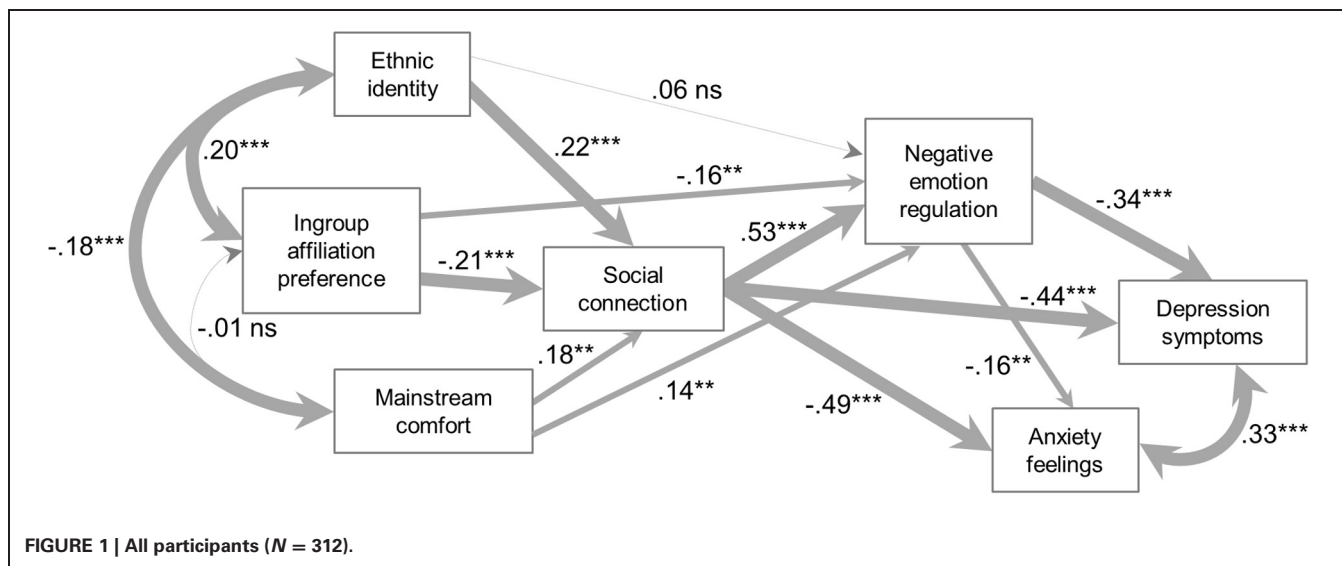 Ethnic
identity
.06 ns
.20***
.22***
Negative
emotion
regulation
-.16**
-.34***
Ingroup
affiliation
preference
-.18***
.53***
-.21***
Social
connection
-.44***
Depression
symptoms
-.01 ns
.18**
.14**
-.16**
Mainstream
comfort
-.49***
Anxiety
feelings
.33***
FIGURE 1 | All participants (N = 312).